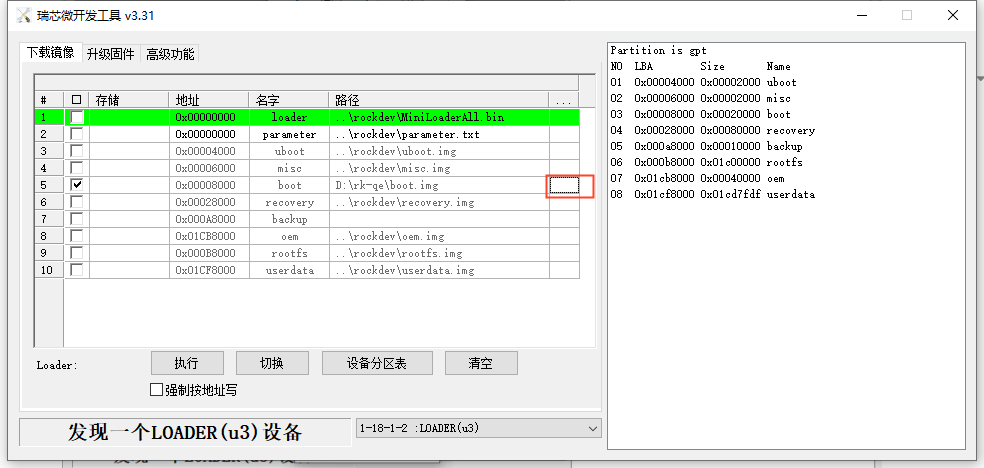 瑞芯微开发工具 v3.31
下载镜像 升级固件 高级功能
# 存储 地址 名字 路径 ...
1 0x00000000 loader ..\rockdev\MiniLoaderAll.bin
2 0x00000000 parameter ..\rockdev\parameter.txt
3 0x00004000 uboot ..\rockdev\uboot.img
4 0x00006000 misc ..\rockdev\misc.img
5 0x00008000 boot D:\rk-qe\boot.img
6 0x00028000 recovery ..\rockdev\recovery.img
7 0x000A8000 backup
8 0x01CB8000 oem ..\rockdev\oem.img
9 0x000B8000 rootfs ..\rockdev\rootfs.img
10 0x01CF8000 userdata ..\rockdev\userdata.img
Loader: 执行 切换 设备分区表 清空
强制按地址写
发现一个LOADER(u3)设备 1-18-1-2 :LOADER(u3)
Partition is gpt
NO LBA Size Name
01 0x00004000 0x00002000 uboot
02 0x00006000 0x00002000 misc
03 0x00008000 0x00020000 boot
04 0x00028000 0x00080000 recovery
05 0x000a8000 0x00010000 backup
06 0x000b8000 0x01c00000 rootfs
07 0x01cb8000 0x00040000 oem
08 0x01cf8000 0x01cd7fdf userdata